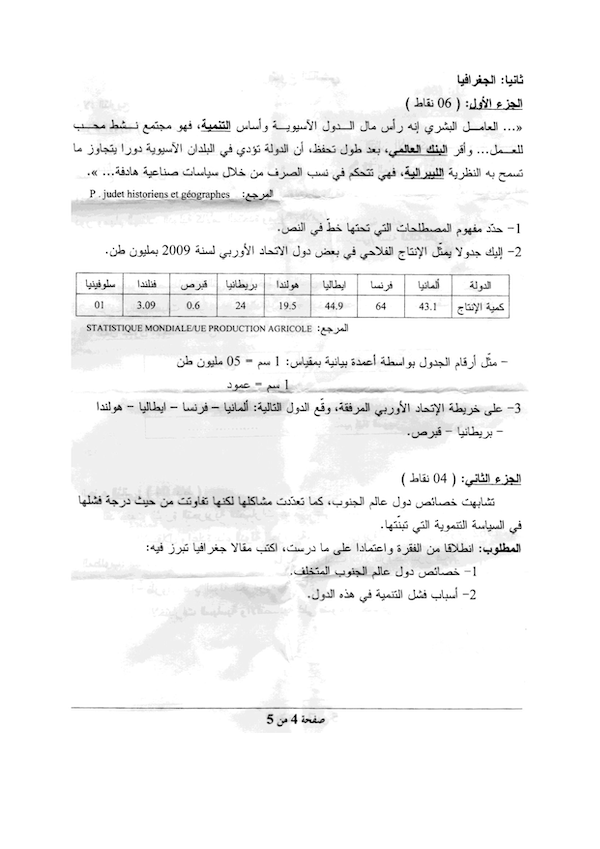 ثانيا: الجغرافيا
الجزء الأول: ( 06 نقاط )
«... العامل البشري إنه رأس مال الدول الآسيوية وأساس التنمية، فهو مجتمع نشط محب
للعمل... وأقر البنك العالمي، بعد طول تحفظ، أن الدولة تؤدي في البلدان الآسيوية دورا يتجاوز ما
تسمح به النظرية الليبرالية، فهي تتحكم في نسب الصرف من خلال سياسات صناعية هادفة... ».
المرجع: P . judet historiens et géographes
1- حدّد مفهوم المصطلحات التي تحتها خطّ في النص.
2- إليك جدولا يمثّل الإنتاج الفلاحي في بعض دول الاتحاد الأوربي لسنة 2009 بمليون طن.
الدولة ألمانيا فرنسا ايطاليا هولندا بريطانيا قبرص فنلندا سلوفينيا
كمية الإنتاج 43.1 64 44.9 19.5 24 0.6 3.09 01
المرجع: STATISTIQUE MONDIALE/UE PRODUCTION AGRICOLE
- مثّل أرقام الجدول بواسطة أعمدة بيانية بمقياس: 1 سم = 05 مليون طن
1 سم = عمود
3- على خريطة الإتحاد الأوربي المرفقة، وقّع الدول التالية: ألمانيا – فرنسا – ايطاليا – هولندا
– بريطانيا – قبرص.
الجزء الثاني: ( 04 نقاط )
تشابهت خصائص دول عالم الجنوب، كما تعدّدت مشاكلها لكنها تفاوتت من حيث درجة فشلها
في السياسة التنموية التي تبنّتها.
المطلوب: انطلاقا من الفقرة واعتمادا على ما درست، اكتب مقالا جغرافيا تبرز فيه:
1- خصائص دول عالم الجنوب المتخلف.
2- أسباب فشل التنمية في هذه الدول.
صفحة 4 من 5